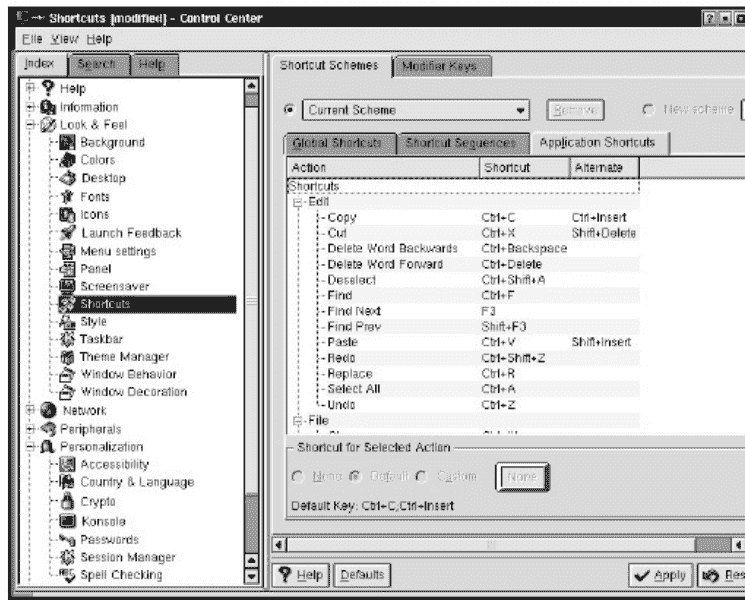 Shortcuts [modified] - Control Center
File View Help
Index Search Help
Help
Information
Look & Feel
Background
Colors
Desktop
Fonts
Icons
Launch Feedback
Menu settings
Panel
Screensaver
Shortcuts
Style
Taskbar
Theme Manager
Window Behavior
Window Decoration
Network
Peripherals
Personalization
Accessibility
Country & Language
Crypto
Konsole
Passwords
Session Manager
Spell Checking
Shortcut Schemes Modifier Keys
Current Scheme Remove New scheme
Global Shortcuts Shortcut Sequences Application Shortcuts
Action Shortcut Alternate
Shortcuts
Edit
Copy Ctrl+C Ctrl+Insert
Cut Ctrl+X Shift+Delete
Delete Word Backwards Ctrl+Backspace
Delete Word Forward Ctrl+Delete
Deselect Ctrl+Shift+A
Find Ctrl+F
Find Next F3
Find Prev Shift+F3
Paste Ctrl+V Shift+Insert
Redo Ctrl+Shift+Z
Replace Ctrl+R
Select All Ctrl+A
Undo Ctrl+Z
File
Shortcut for Selected Action
None Default Custom None
Default Key: Ctrl+C,Ctrl+Insert
Help Defaults Apply Res